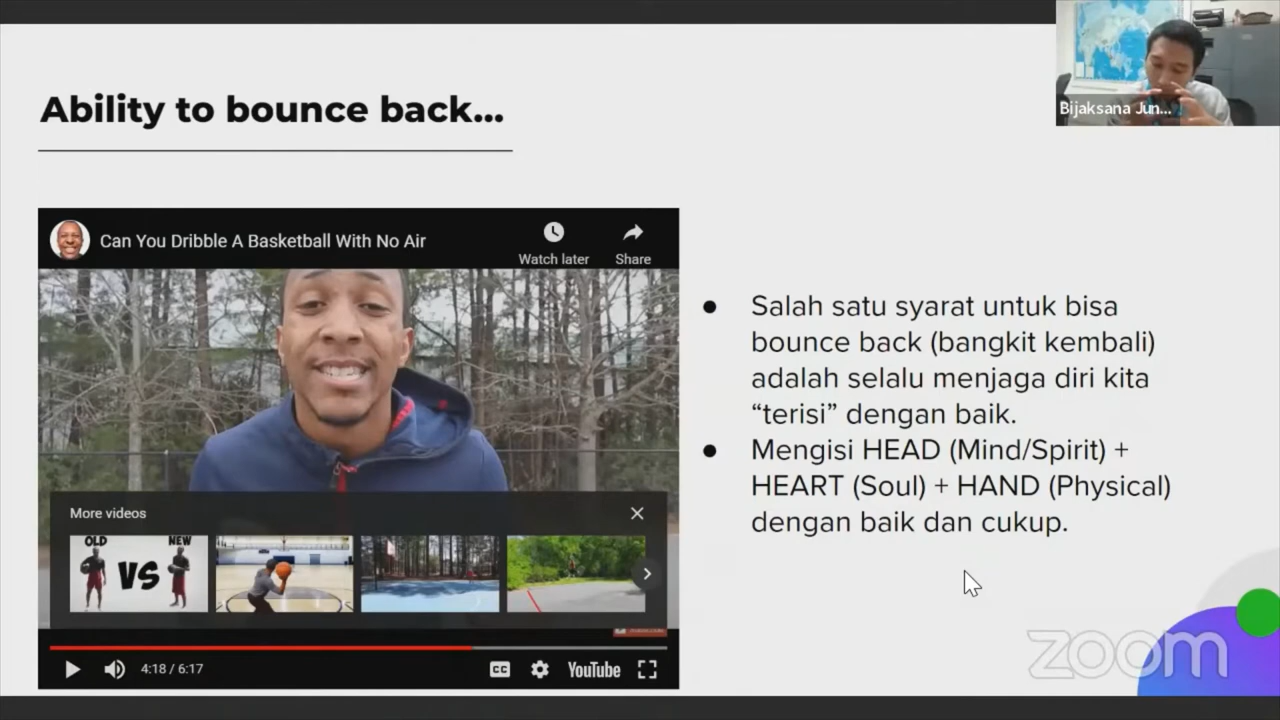 Ability to bounce back...
Bijaksana Jun...
Can You Dribble A Basketball With No Air
Watch later
Share
More videos
OLD
VS
NEW
4:18 / 6:17
CC
YouTube
● Salah satu syarat untuk bisa
bounce back (bangkit kembali)
adalah selalu menjaga diri kita
“terisi” dengan baik.
● Mengisi HEAD (Mind/Spirit) +
HEART (Soul) + HAND (Physical)
dengan baik dan cukup.
zoom